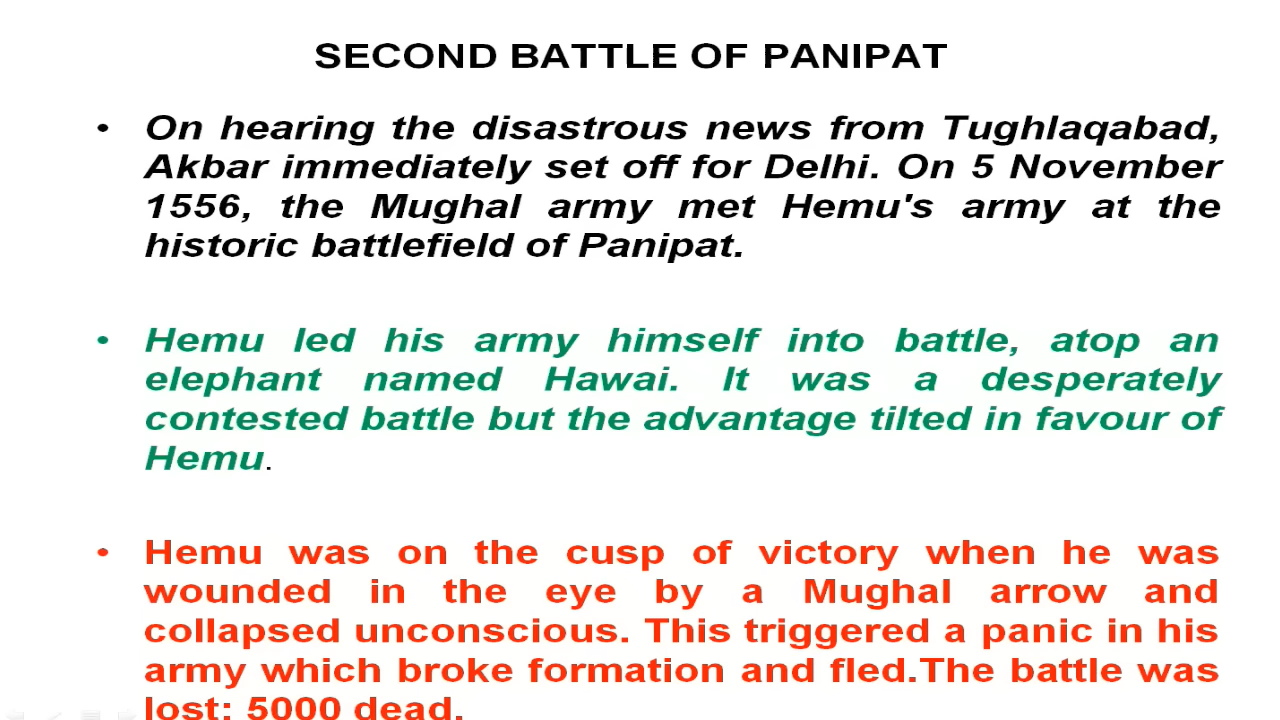 SECOND BATTLE OF PANIPAT
• On hearing the disastrous news from Tughlaqabad,
Akbar immediately set off for Delhi. On 5 November
1556, the Mughal army met Hemu's army at the
historic battlefield of Panipat.
• Hemu led his army himself into battle, atop an
elephant named Hawai. It was a desperately
contested battle but the advantage tilted in favour of
Hemu.
• Hemu was on the cusp of victory when he was
wounded in the eye by a Mughal arrow and
collapsed unconscious. This triggered a panic in his
army which broke formation and fled.The battle was
lost; 5000 dead.